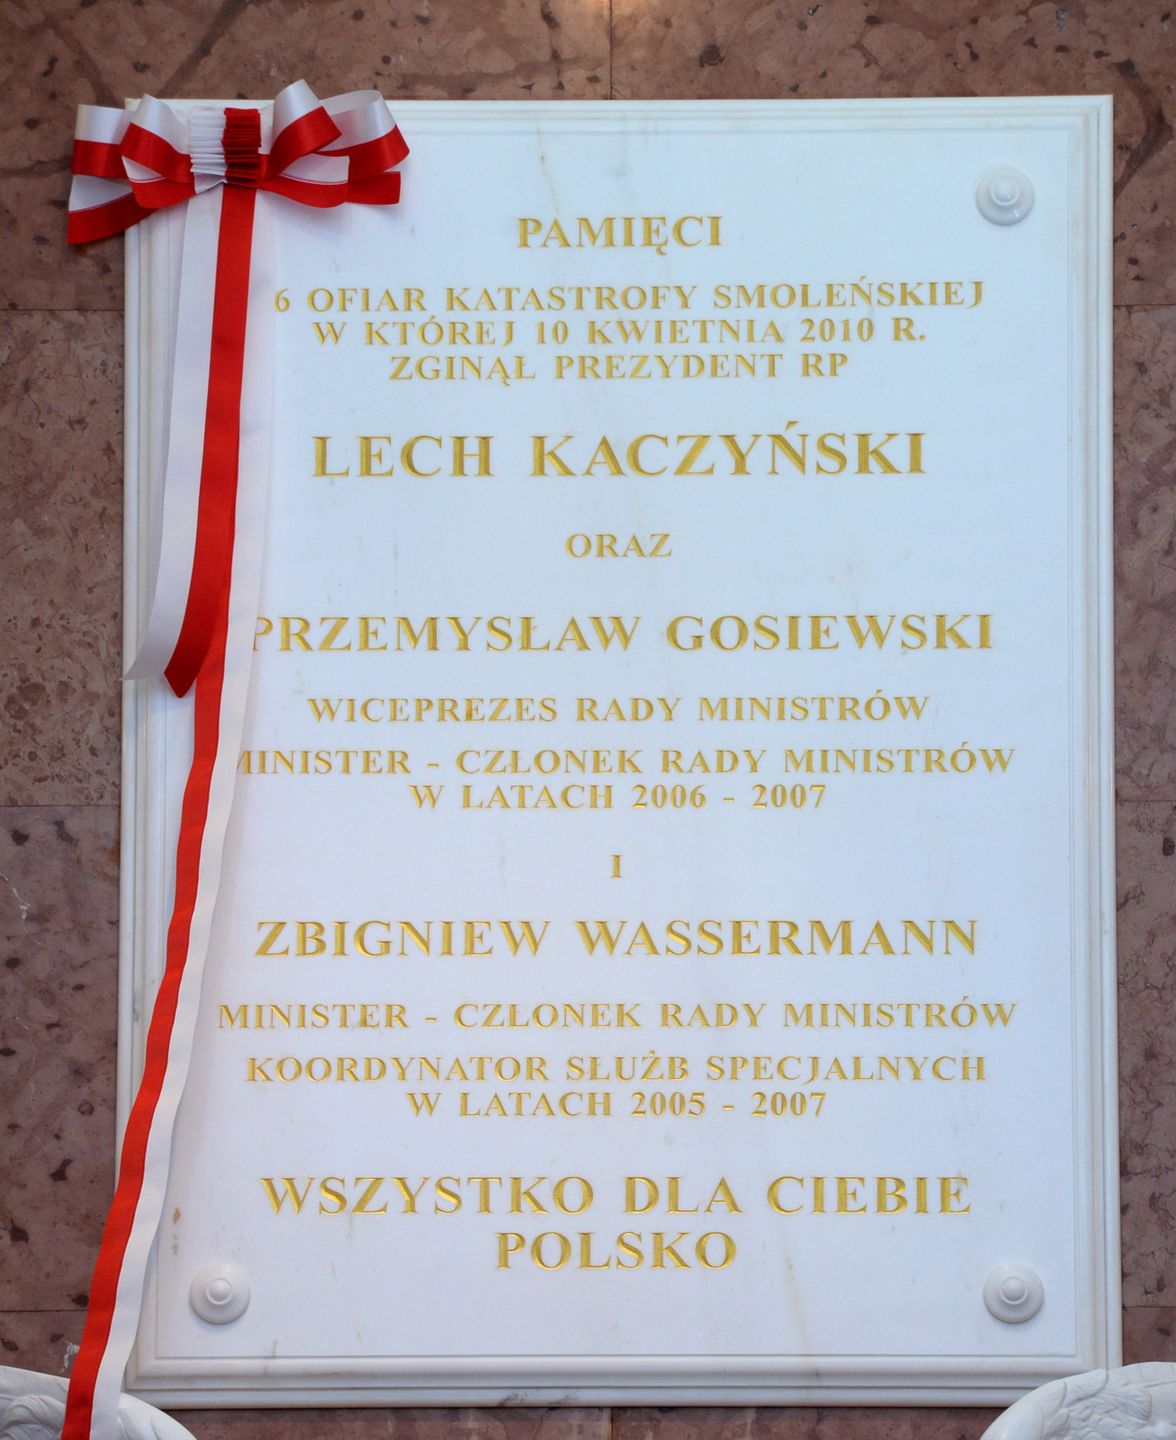 PAMIĘCI
6 OFIAR KATASTROFY SMOLEŃSKIEJ
W KTÓREJ 10 KWIETNIA 2010 R.
ZGINĄŁ PREZYDENT RP
LECH KACZYŃSKI
ORAZ
PRZEMYSŁAW GOSIEWSKI
WICEPREZES RADY MINISTRÓW
MINISTER - CZŁONEK RADY MINISTRÓW
W LATACH 2006 - 2007
I
ZBIGNIEW WASSERMANN
MINISTER - CZŁONEK RADY MINISTRÓW
KOORDYNATOR SŁUŻB SPECJALNYCH
W LATACH 2005 - 2007
WSZYSTKO DLA CIEBIE
POLSKO